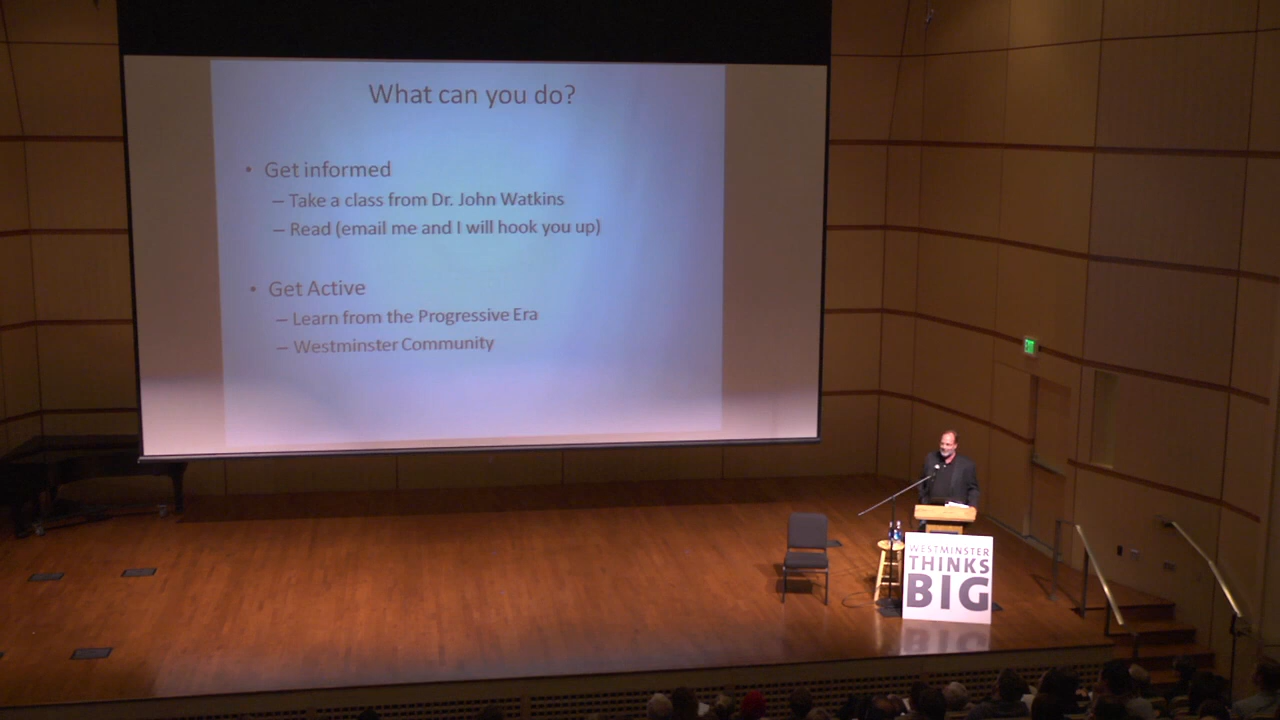 What can you do?
• Get informed
– Take a class from Dr. John Watkins
– Read (email me and I will hook you up)
• Get Active
– Learn from the Progressive Era
– Westminster Community
WESTMINSTER
THINKS
BIG